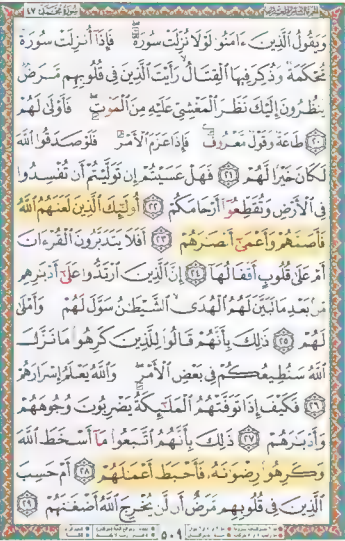 سورة محمد ٤٧
وَيَقُولُ ٱلَّذِينَ ءَامَنُواْ لَوۡلَا نُزِّلَتۡ سُورَةٞۖ فَإِذَآ أُنزِلَتۡ سُورَةٞ
مُّحۡكَمَةٞ وَذُكِرَ فِيهَا ٱلۡقِتَالُ رَأَيۡتَ ٱلَّذِينَ فِي قُلُوبِهِم مَّرَضٞ
يَنظُرُونَ إِلَيۡكَ نَظَرَ ٱلۡمَغۡشِيِّ عَلَيۡهِ مِنَ ٱلۡمَوۡتِۖ فَأَوۡلَىٰ لَهُمۡ
٢٠ طَاعَةٞ وَقَوۡلٞ مَّعۡرُوفٞۚ فَإِذَا عَزَمَ ٱلۡأَمۡرُ فَلَوۡ صَدَقُواْ ٱللَّهَ
لَكَانَ خَيۡرٗا لَّهُمۡ ٢١ فَهَلۡ عَسَيۡتُمۡ إِن تَوَلَّيۡتُمۡ أَن تُفۡسِدُواْ
فِي ٱلۡأَرۡضِ وَتُقَطِّعُوٓاْ أَرۡحَامَكُمۡ ٢٢ أُوْلَٰٓئِكَ ٱلَّذِينَ لَعَنَهُمُ ٱللَّهُ
فَأَصَمَّهُمۡ وَأَعۡمَىٰٓ أَبۡصَٰرَهُمۡ ٢٣ أَفَلَا يَتَدَبَّرُونَ ٱلۡقُرۡءَانَ
أَمۡ عَلَىٰ قُلُوبٍ أَقۡفَالُهَآ ٢٤ إِنَّ ٱلَّذِينَ ٱرۡتَدُّواْ عَلَىٰٓ أَدۡبَٰرِهِم
مِّنۢ بَعۡدِ مَا تَبَيَّنَ لَهُمُ ٱلۡهُدَى ٱلشَّيۡطَٰنُ سَوَّلَ لَهُمۡ وَأَمۡلَىٰ
لَهُمۡ ٢٥ ذَٰلِكَ بِأَنَّهُمۡ قَالُواْ لِلَّذِينَ كَرِهُواْ مَا نَزَّلَ
ٱللَّهُ سَنُطِيعُكُمۡ فِي بَعۡضِ ٱلۡأَمۡرِۖ وَٱللَّهُ يَعۡلَمُ إِسۡرَارَهُمۡ
٢٦ فَكَيۡفَ إِذَا تَوَفَّتۡهُمُ ٱلۡمَلَٰٓئِكَةُ يَضۡرِبُونَ وُجُوهَهُمۡ
وَأَدۡبَٰرَهُمۡ ٢٧ ذَٰلِكَ بِأَنَّهُمُ ٱتَّبَعُواْ مَآ أَسۡخَطَ ٱللَّهَ
وَكَرِهُواْ رِضۡوَٰنَهُۥ فَأَحۡبَطَ أَعۡمَٰلَهُمۡ ٢٨ أَمۡ حَسِبَ
ٱلَّذِينَ فِي قُلُوبِهِم مَّرَضٌ أَن لَّن يُخۡرِجَ ٱللَّهُ أَضۡغَٰنَهُمۡ ٢٩
٥٠٩